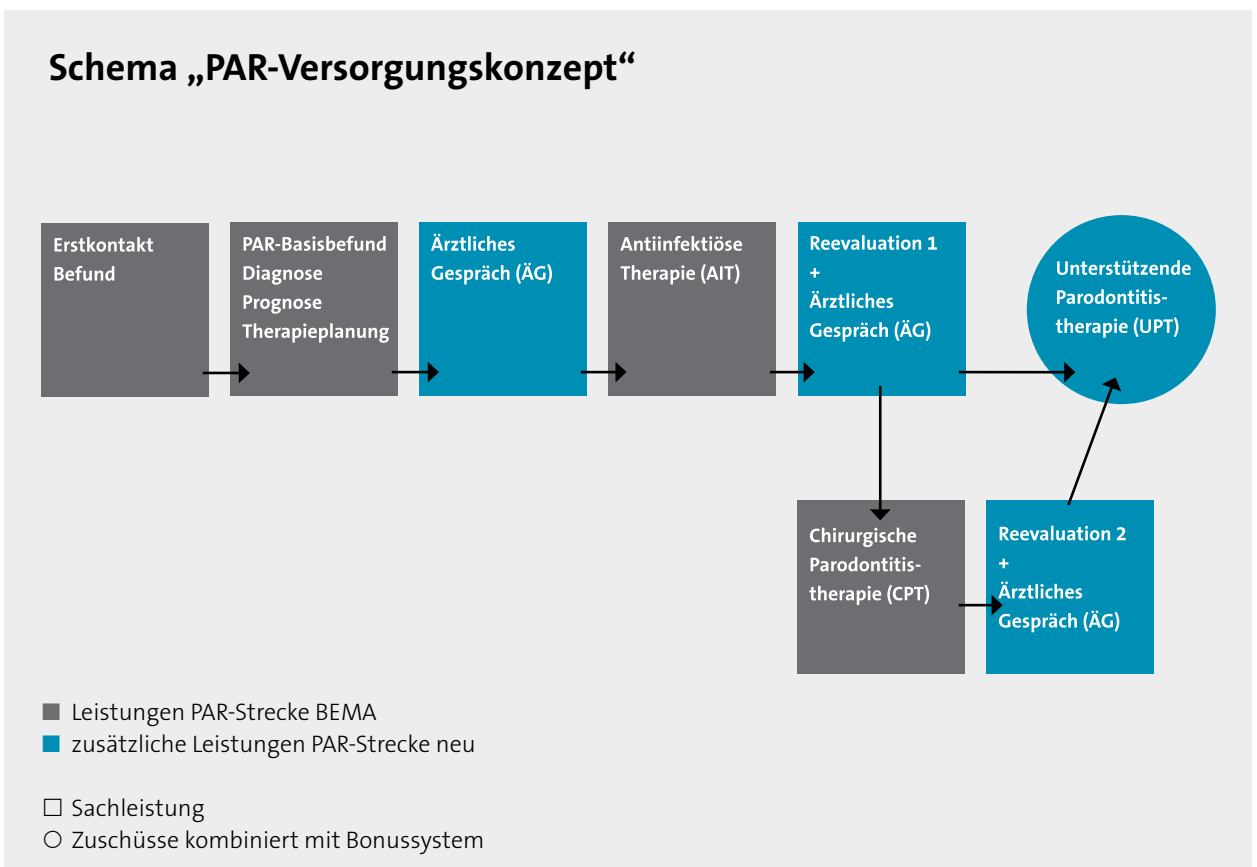 Schema „PAR-Versorgungskonzept“
Erstkontakt
Befund
PAR-Basisbefund
Diagnose
Prognose
Therapieplanung
Ärztliches
Gespräch (ÄG)
Antiinfektiöse
Therapie (AIT)
Reevaluation 1
+
Ärztliches
Gespräch (ÄG)
Unterstützende
Parodontitis-
therapie (UPT)
Chirurgische
Parodontitis-
therapie (CPT)
Reevaluation 2
+
Ärztliches
Gespräch (ÄG)
Leistungen PAR-Strecke BEMA
zusätzliche Leistungen PAR-Strecke neu
Sachleistung
Zuschüsse kombiniert mit Bonussystem